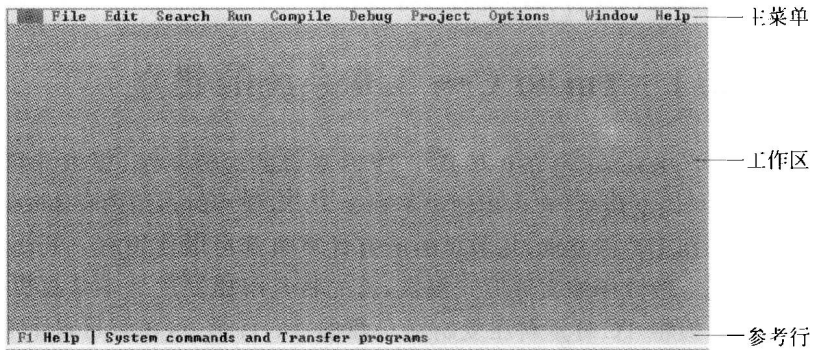 File Edit Search Run Compile Debug Project Options Window Help
主菜单
工作区
F1 Help | System commands and Transfer programs
参考行